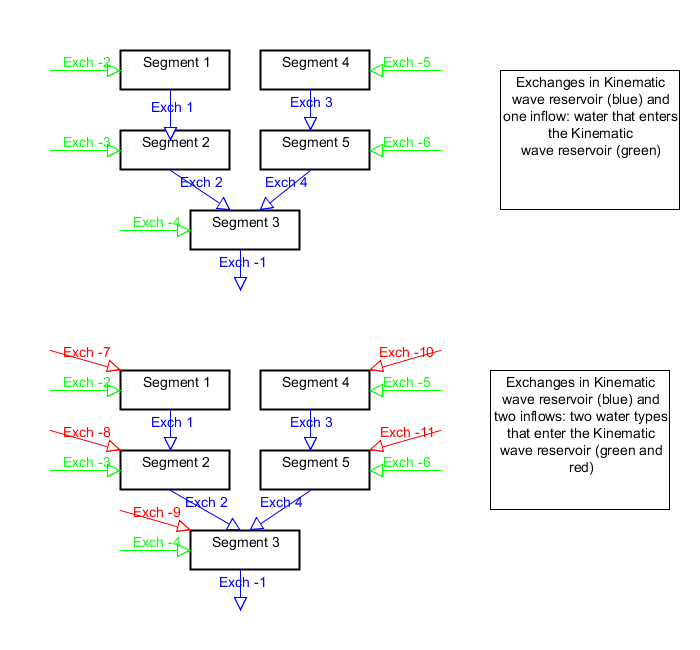 Exch -2
Segment 1
Segment 4
Exch -5
Exch 1
Exch 3
Exch -3
Segment 2
Segment 5
Exch -6
Exch 2
Exch 4
Exch -4
Segment 3
Exch -1
Exchanges in Kinematic
wave reservoir (blue) and
one inflow: water that enters
the Kinematic
wave reservoir (green)
Exch -7
Exch -10
Exch -2
Segment 1
Segment 4
Exch -5
Exch 1
Exch 3
Exch -8
Exch -11
Exch -3
Segment 2
Segment 5
Exch -6
Exch 2
Exch 4
Exch -9
Exch -4
Segment 3
Exch -1
Exchanges in Kinematic
wave reservoir (blue) and
two inflows: two water types
that enter the Kinematic
wave reservoir (green and
red)